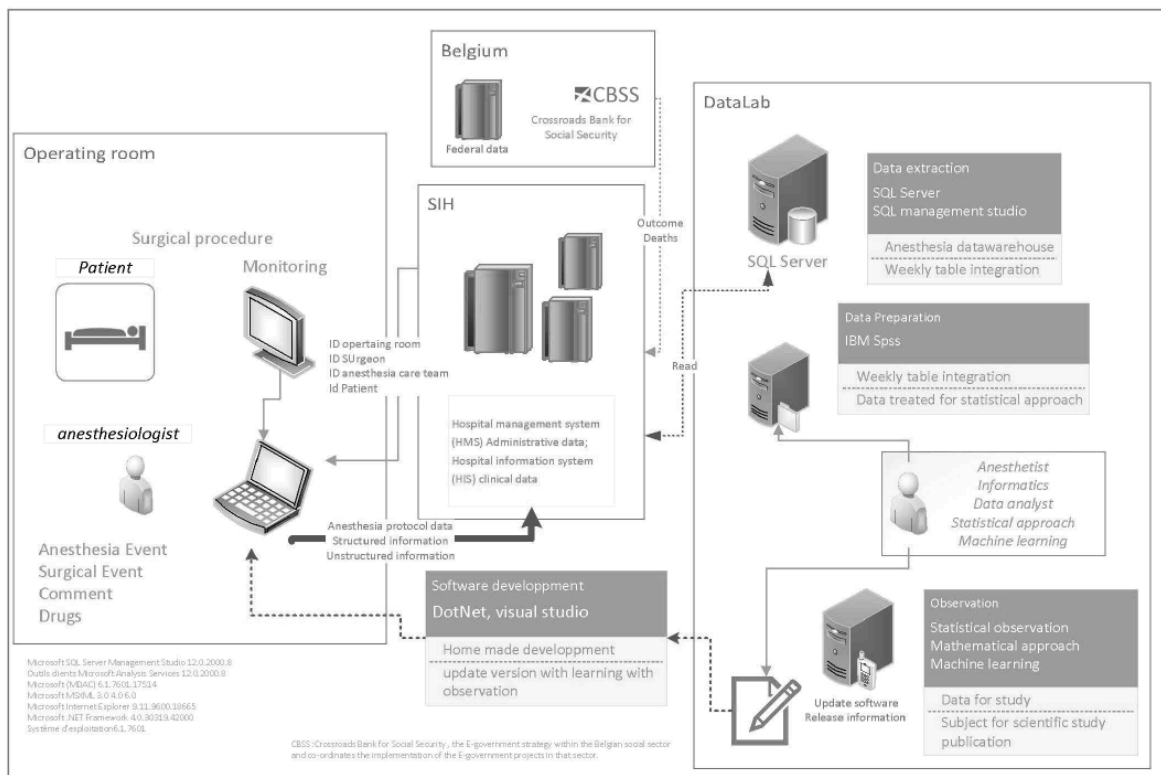 Belgium
CBSS
Crossroads Bank for
Social Security
Federal data
Operating room
Surgical procedure
Patient
Monitoring
anesthesiologist
Anesthesia Event
Surgical Event
Comment
Drugs
ID opertaing room
ID SUrgeon
ID anesthesia care team
Id Patient
SIH
Hospital management system
(HMS) Administrative data;
Hospital information system
(HIS) clinical data
Anesthesia protocol data
Structured information
Unstructured information
Outcome
Deaths
Read
DataLab
SQL Server
Data extraction
SQL Server
SQL management studio
Anesthesia datawarehouse
Weekly table integration
Data Preparation
IBM Spss
Weekly table integration
Data treated for statistical approach
Anesthetist
Informatics
Data analyst
Statistical approach
Machine learning
Observation
Statistical observation
Mathematical approach
Machine learning
Data for study
Subject for scientific study
publication
Update software
Release information
Software developpment
DotNet, visual studio
Home made developpment
update version with learning with
observation
Microsoft SQL Server Management Studio 12.0.2000.8
Outils clients Microsoft Analysis Services 12.0.2000.8
Microsoft (MDAC) 6.1.7601.17514
Microsoft MSXML 3.0 4.0 6.0
Microsoft Internet Explorer 9.11.9600.18665
Microsoft .NET Framework 4.0.30319.42000
Système d'exploitation6.1.7601
CBSS :Crossroads Bank for Social Security , the E-government strategy within the Belgian social sector
and co-ordinates the implementation of the E-government projects in that sector.